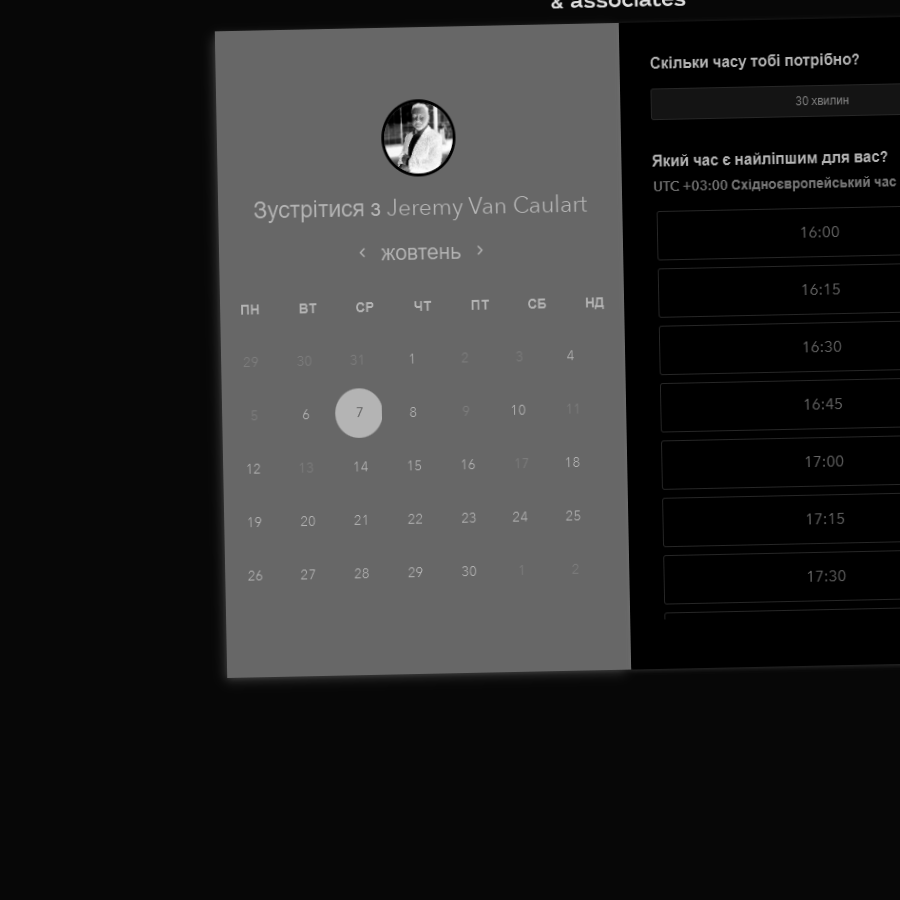 & associates
Зустрітися з Jeremy Van Caulart
жовтень
ПН ВТ СР ЧТ ПТ СБ НД
29 30 31 1 2 3 4
5 6 7 8 9 10 11
12 13 14 15 16 17 18
19 20 21 22 23 24 25
26 27 28 29 30 1 2
Скільки часу тобі потрібно?
30 хвилин
Який час є найліпшим для вас?
UTC +03:00 Східноєвропейський час
16:00
16:15
16:30
16:45
17:00
17:15
17:30